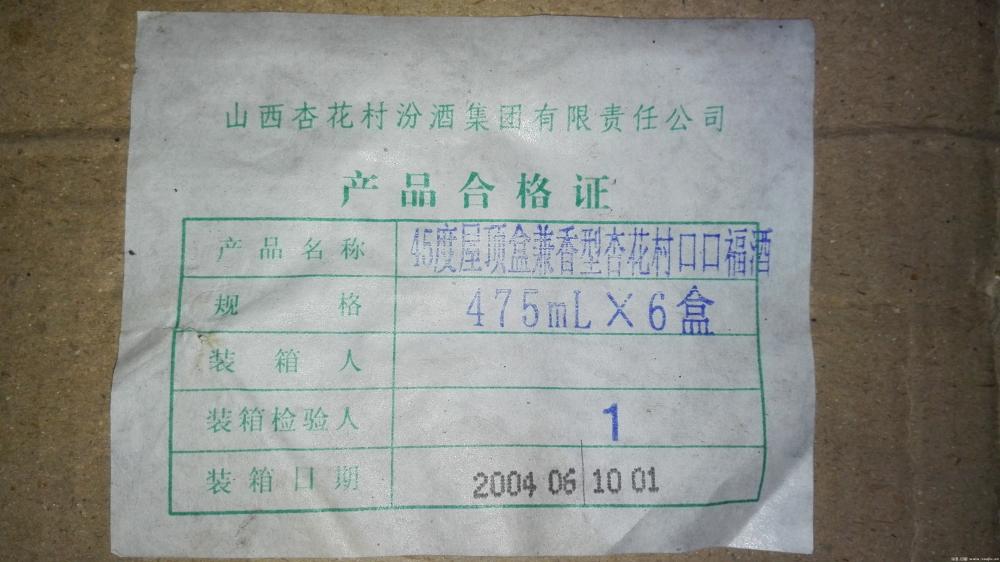 山西杏花村汾酒集团有限责任公司
产品合格证
产品名称 45度屋顶盒兼香型杏花村口口福酒
规格 475mL×6盒
装箱人
装箱检验人 1
装箱日期 2004 06 10 01